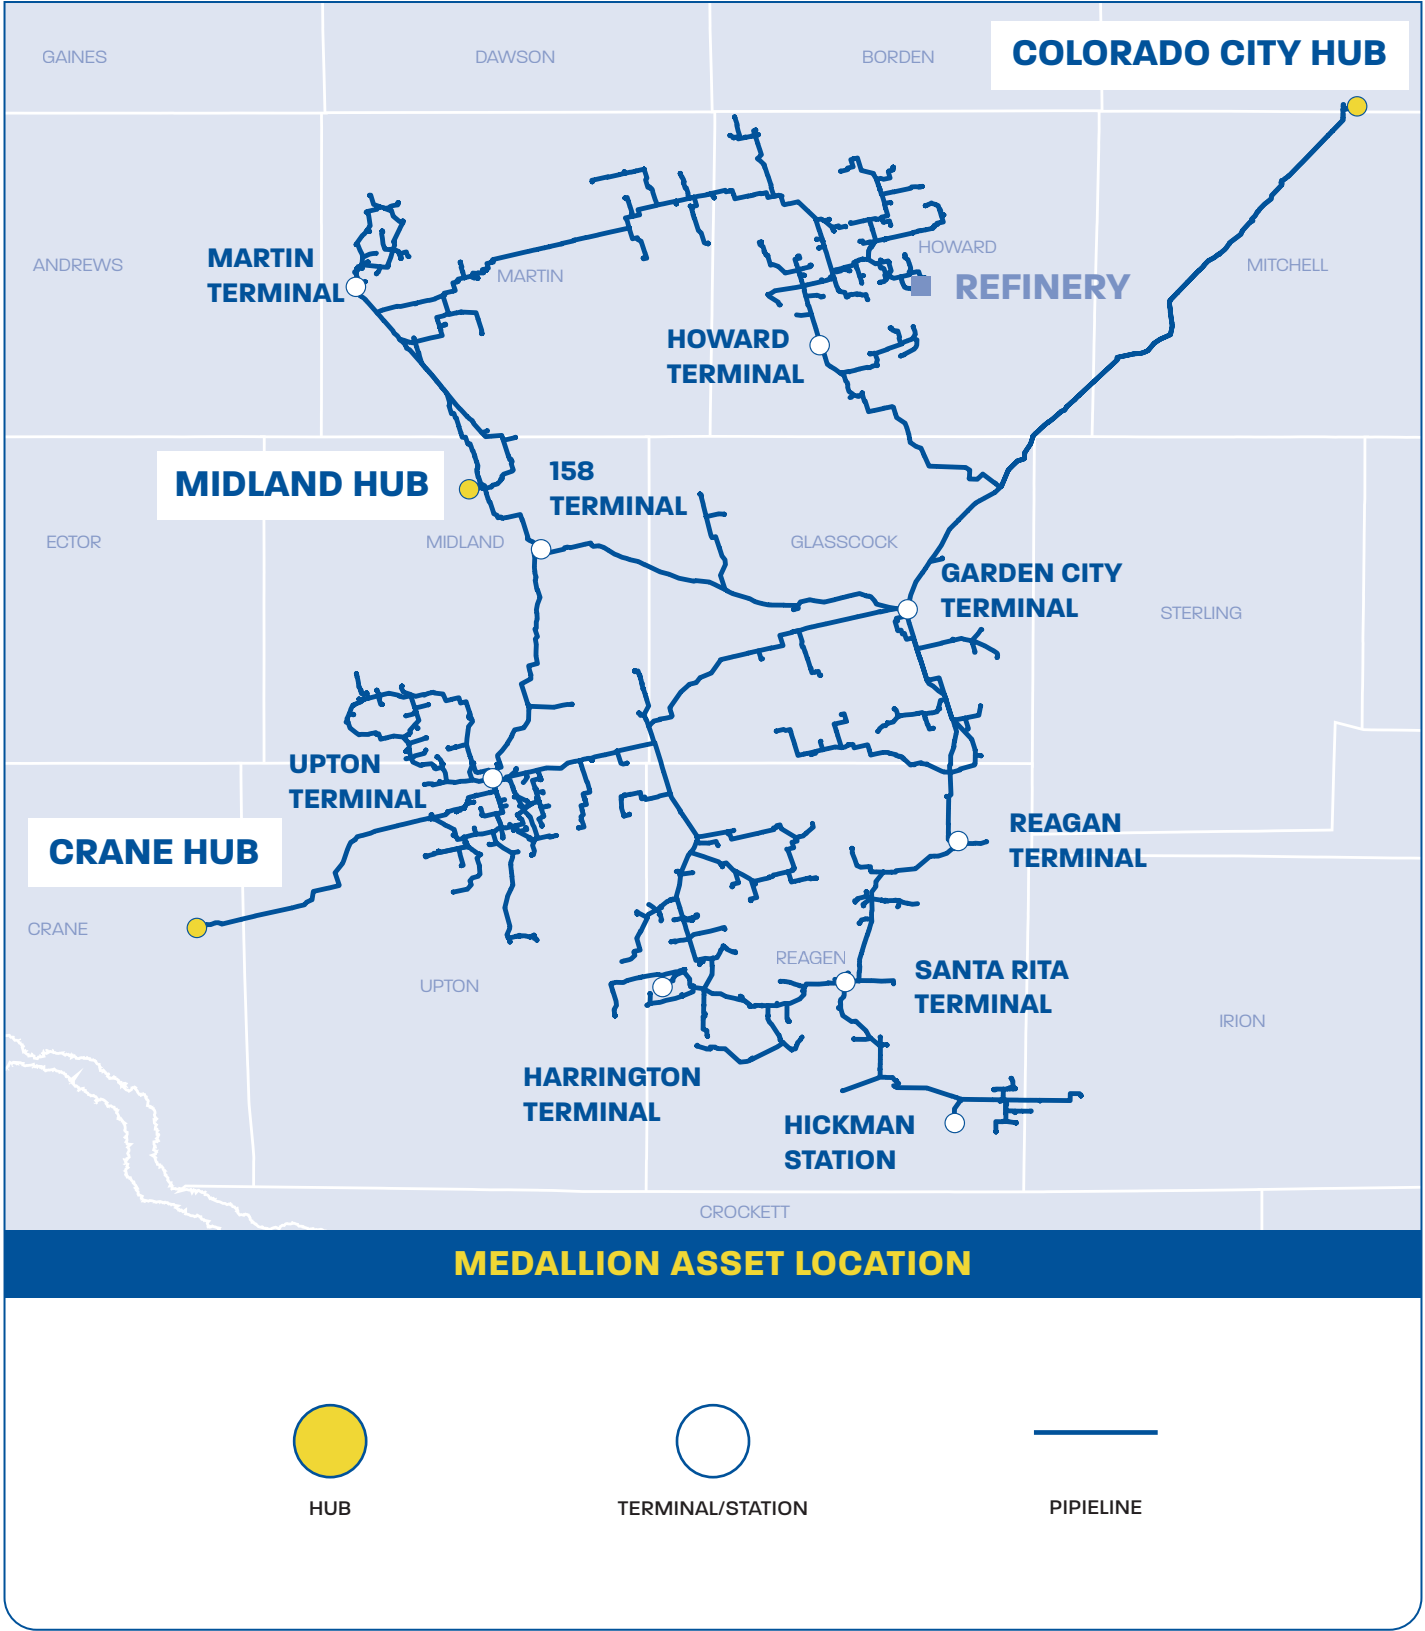 GAINES
DAWSON
BORDEN
COLORADO CITY HUB
ANDREWS
MARTIN
TERMINAL
MARTIN
HOWARD
REFINERY
MITCHELL
HOWARD
TERMINAL
MIDLAND HUB
158
TERMINAL
ECTOR
MIDLAND
GLASSCOCK
GARDEN CITY
TERMINAL
STERLING
UPTON
TERMINAL
CRANE HUB
REAGAN
TERMINAL
CRANE
UPTON
REAGEN
SANTA RITA
TERMINAL
IRION
HARRINGTON
TERMINAL
HICKMAN
STATION
CROCKETT
MEDALLION ASSET LOCATION
HUB
TERMINAL/STATION
PIPIELINE